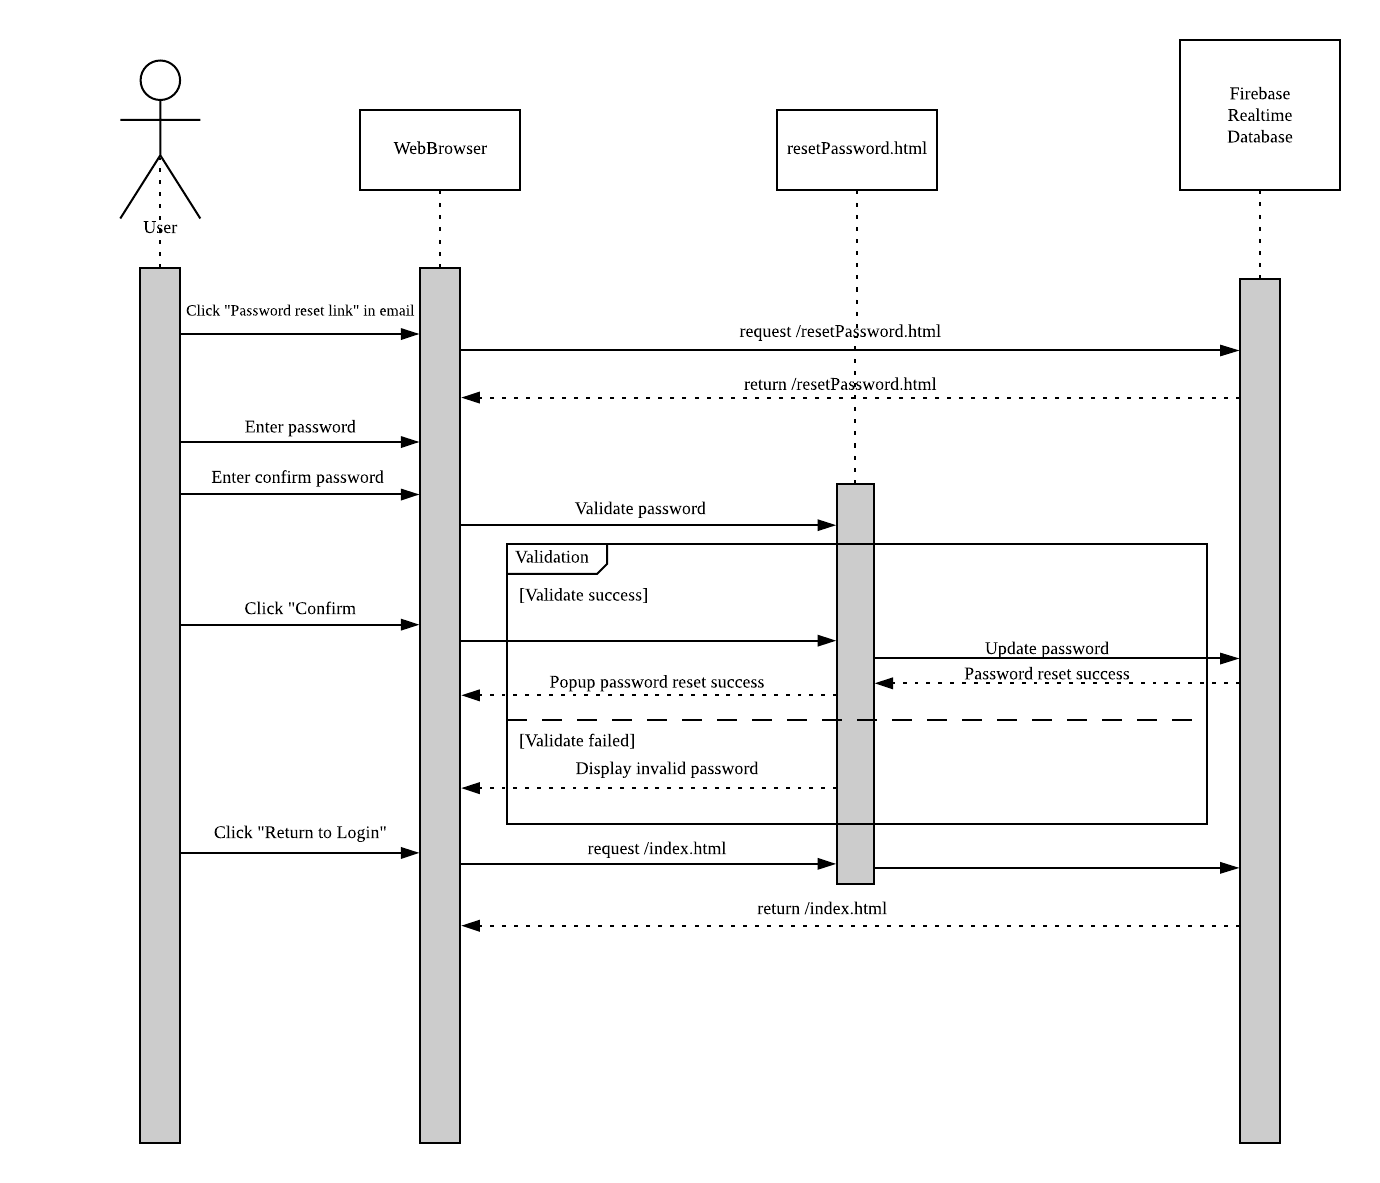 Firebase
Realtime
Database
WebBrowser
resetPassword.html
User
Click "Password reset link" in email
request /resetPassword.html
return /resetPassword.html
Enter password
Enter confirm password
Validate password
Validation
[Validate success]
Click "Confirm
Update password
Password reset success
Popup password reset success
[Validate failed]
Display invalid password
Click "Return to Login"
request /index.html
return /index.html